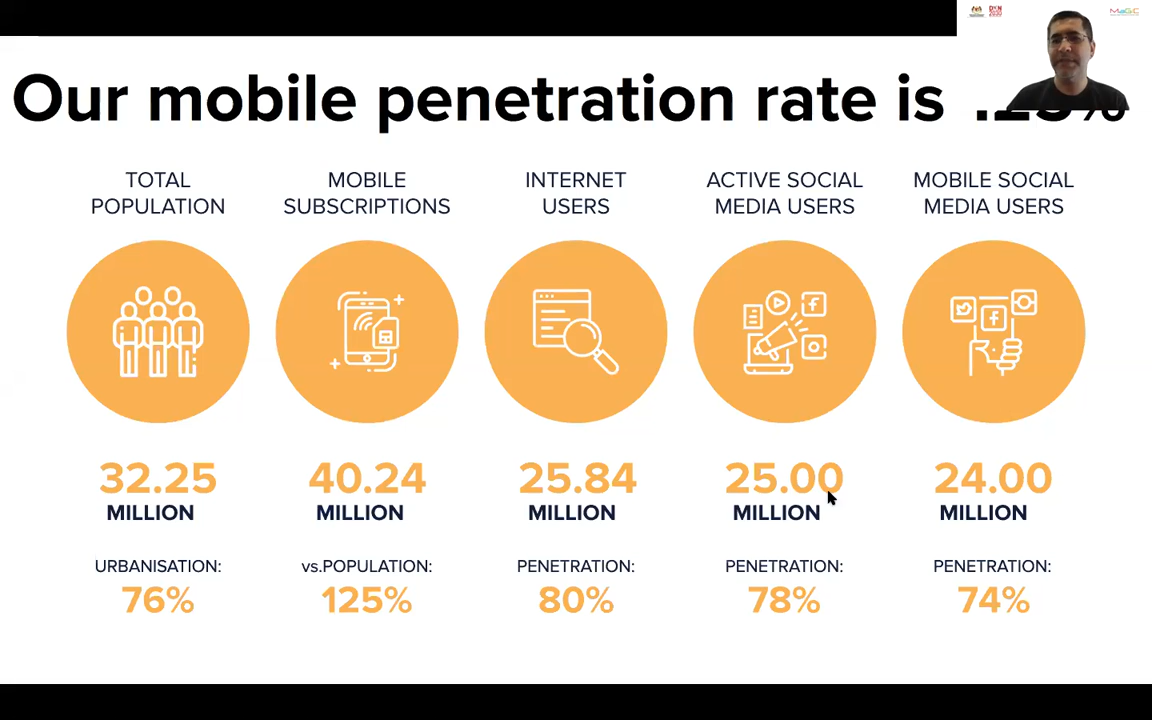 MaGIC
Our mobile penetration rate is
TOTAL
POPULATION
MOBILE
SUBSCRIPTIONS
INTERNET
USERS
ACTIVE SOCIAL
MEDIA USERS
MOBILE SOCIAL
MEDIA USERS
32.25
MILLION
40.24
MILLION
25.84
MILLION
25.00
MILLION
24.00
MILLION
URBANISATION:
76%
vs.POPULATION:
125%
PENETRATION:
80%
PENETRATION:
78%
PENETRATION:
74%